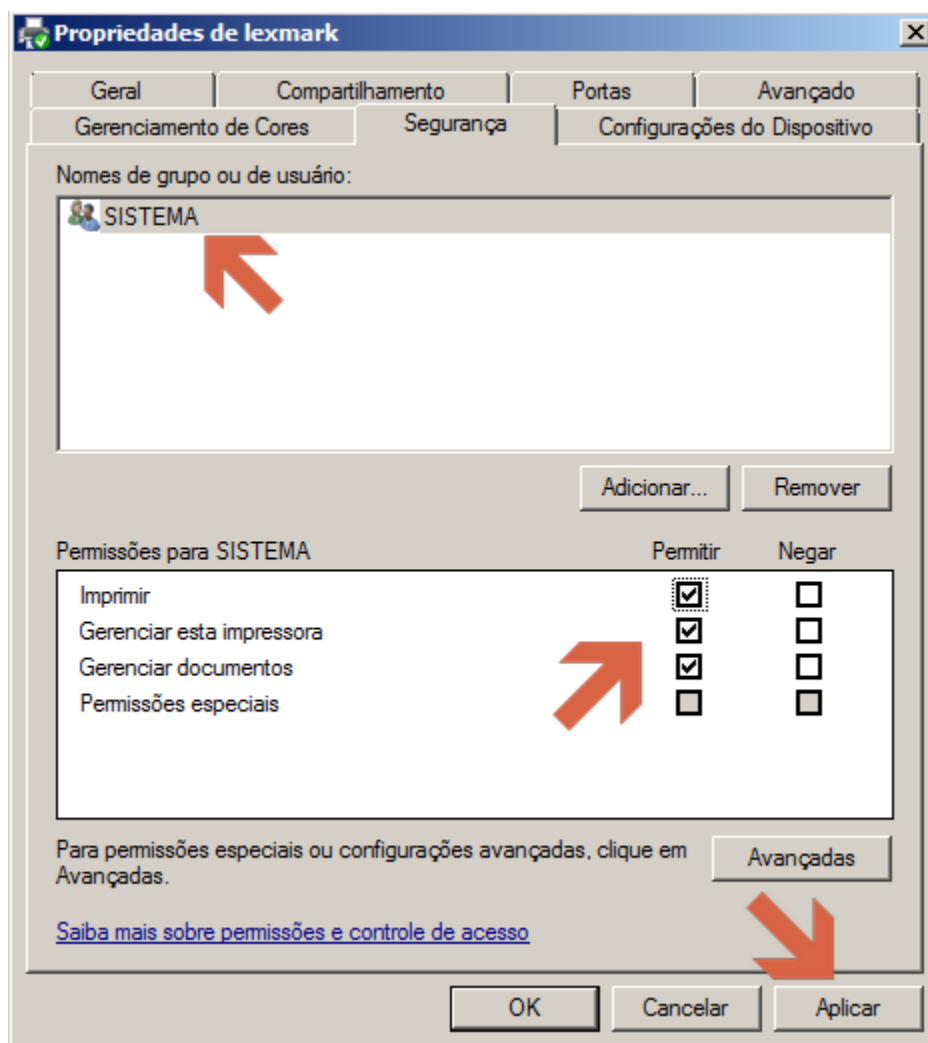 Propriedades de lexmark
Geral Compartilhamento Portas Avançado
Gerenciamento de Cores Segurança Configurações do Dispositivo
Nomes de grupo ou de usuário:
SISTEMA
Adicionar... Remover
Permissões para SISTEMA Permitir Negar
Imprimir
Gerenciar esta impressora
Gerenciar documentos
Permissões especiais
Para permissões especiais ou configurações avançadas, clique em
Avançadas.
Avançadas
Saiba mais sobre permissões e controle de acesso
OK Cancelar Aplicar